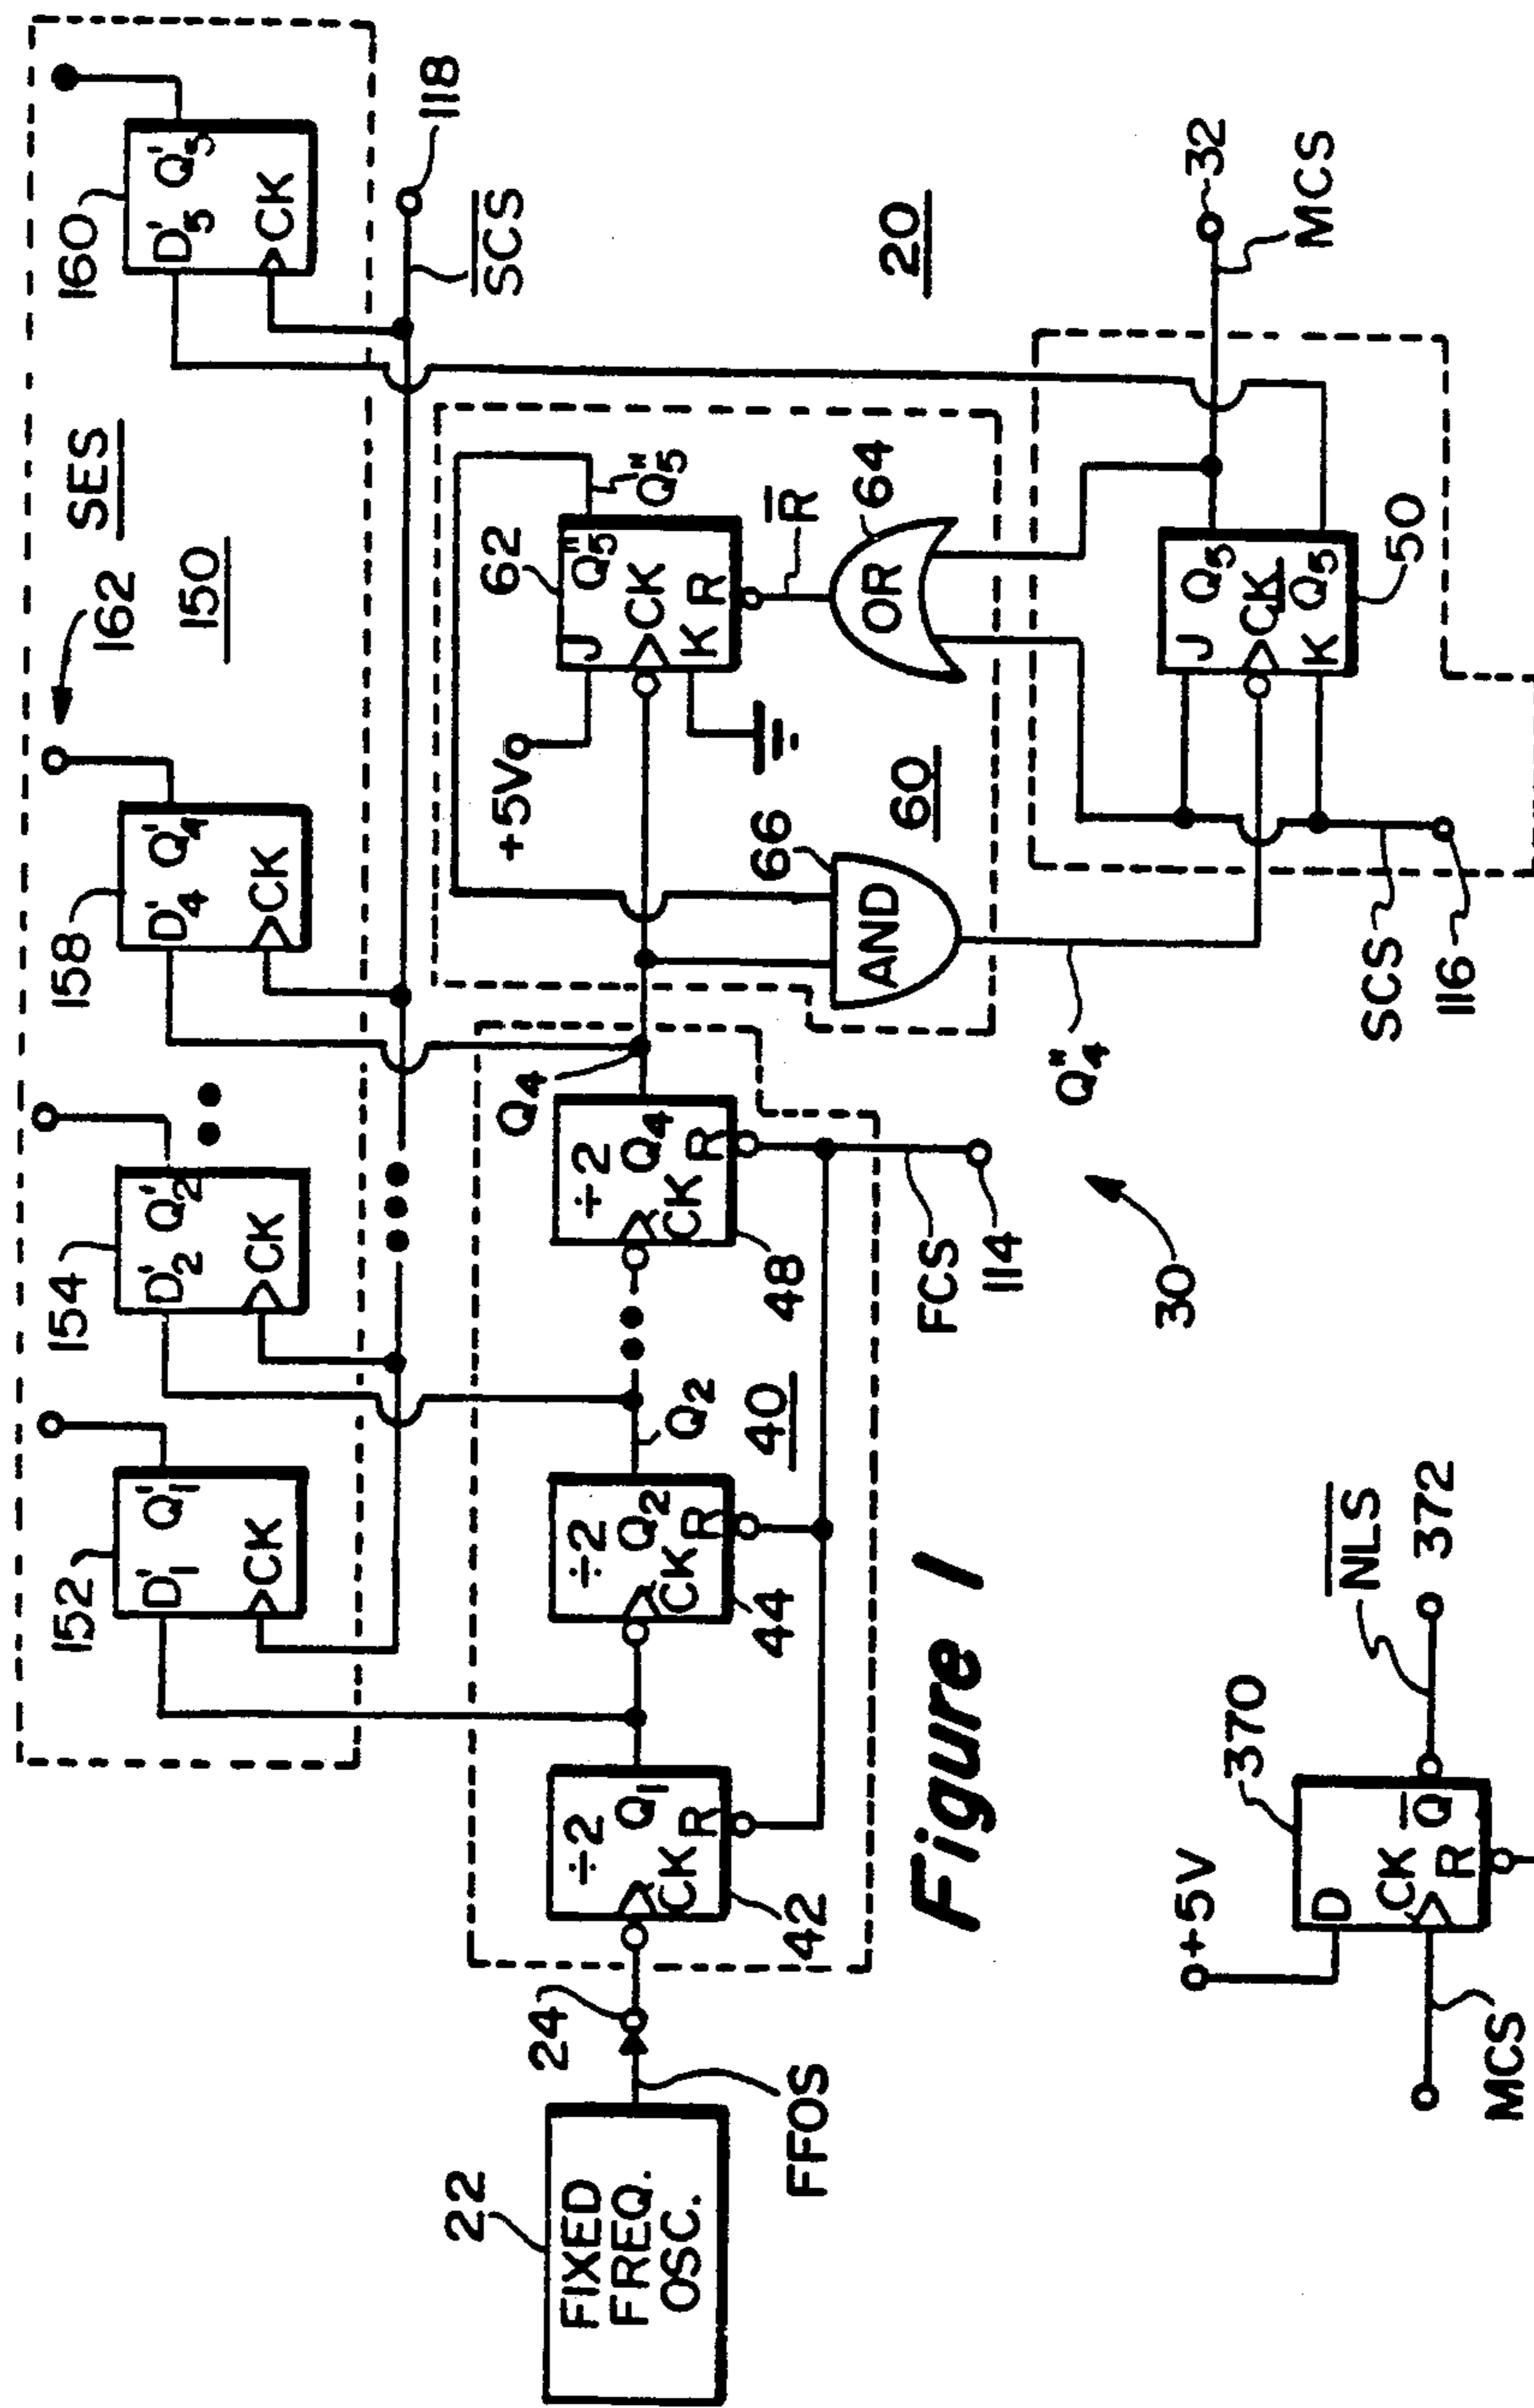 162 SES
150
152
D'1 Q'1
CK
154
D'2 Q'2
CK
158
D'4 Q'4
CK
160
D'5 Q'5
CK
118
SCS
22
FIXED
FREQ.
OSC.
FFOS
24
÷2
Q1
CK
R
42
÷2
Q2
CK
R
44
Q2
40
÷2
Q4
CK
R
48
Q4
FCS
114
30
+5V
62
J Q"5
CK
K R
Q"5
R
OR
64
AND
66
60
Q"4
20
J Q5
CK
K Q5
50
SCS
116
32
MCS
Figure 1
+5V
370
D
CK Q
R
MCS
NLS
372